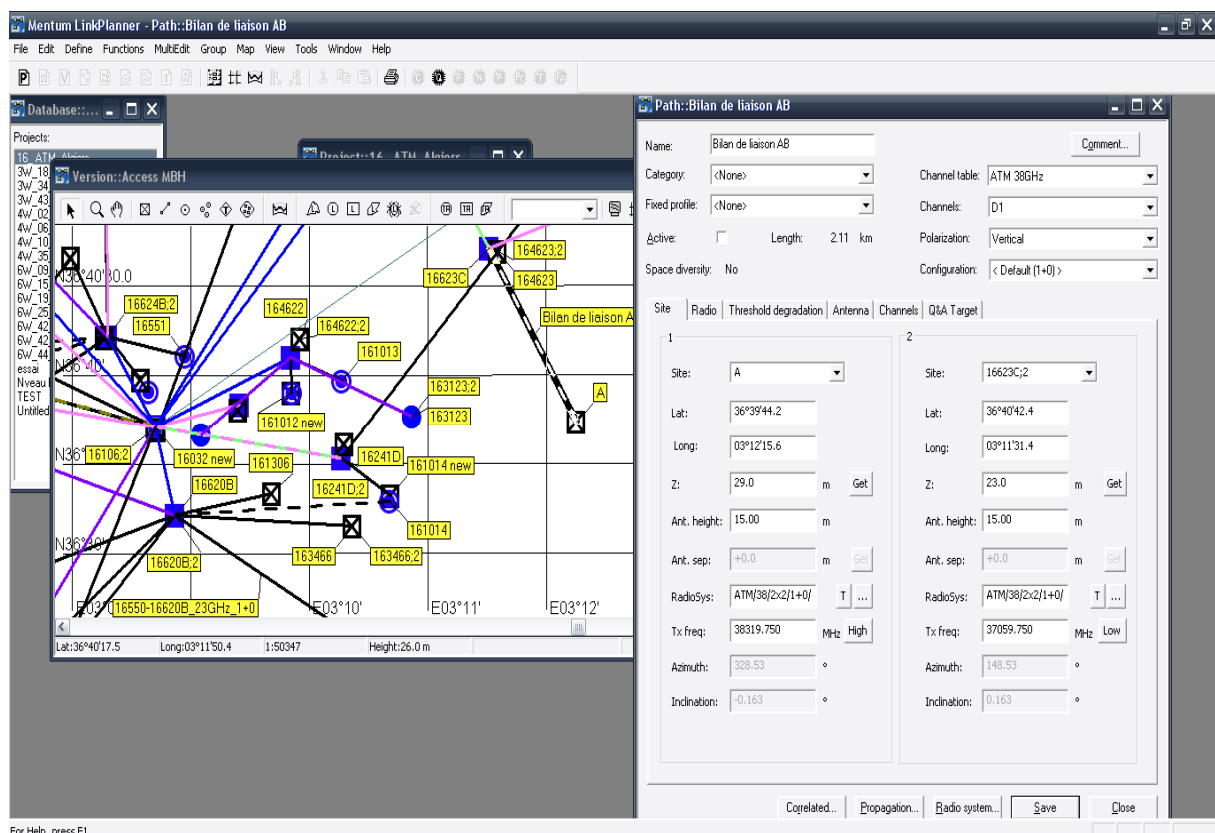 Mentum LinkPlanner - Path::Bilan de liaison AB
File Edit Define Functions MultiEdit Group Map View Tools Window Help
Database::...
Projects:
16_ATM_Algiers
3W_18
3W_34
3W_43
4W_02
4W_06
4W_10
4W_35
6W_09
6W_15
6W_19
6W_25
6W_42
6W_42
6W_44
essai
TEST
Untitled
Project::16_ATM_Algiers
Version::Access MBH
164623;2
16623C
164623
N36°40'30.0
16624B;2
16551
164622
164622;2
Bilan de liaison A
161013
N36°40'
163123;2
163123
A
161012 new
16106;2
16032 new
161306
16241D
161014 new
16620B
16241D;2
161014
16620B;2
163466
163466;2
16550-16620B_23GHz_1+0
E03°10'
E03°11'
E03°12'
Lat:36°40'17.5 Long:03°11'50.4 1:50347 Height:26.0 m
Path::Bilan de liaison AB
Name: Bilan de liaison AB Comment...
Category: <None> Channel table: ATM 38GHz
Fixed profile: <None> Channels: D1
Active: Length: 2.11 km Polarization: Vertical
Space diversity: No Configuration: < Default (1+0) >
Site Radio Threshold degradation Antenna Channels Q&A Target
1 2
Site: A Site: 16623C;2
Lat: 36°39'44.2 Lat: 36°40'42.4
Long: 03°12'15.6 Long: 03°11'31.4
Z: 29.0 m Get Z: 23.0 m Get
Ant. height: 15.00 m Ant. height: 15.00 m
Ant. sep: +0.0 m Get Ant. sep: +0.0 m Get
RadioSys: ATM/38/2x2/1+0/ T ... RadioSys: ATM/38/2x2/1+0/ T ...
Tx freq: 38319.750 MHz High Tx freq: 37059.750 MHz Low
Azimuth: 328.53 ° Azimuth: 148.53 °
Inclination: -0.163 ° Inclination: 0.163 °
Correlated... Propagation... Radio system... Save Close
For Help, press F1